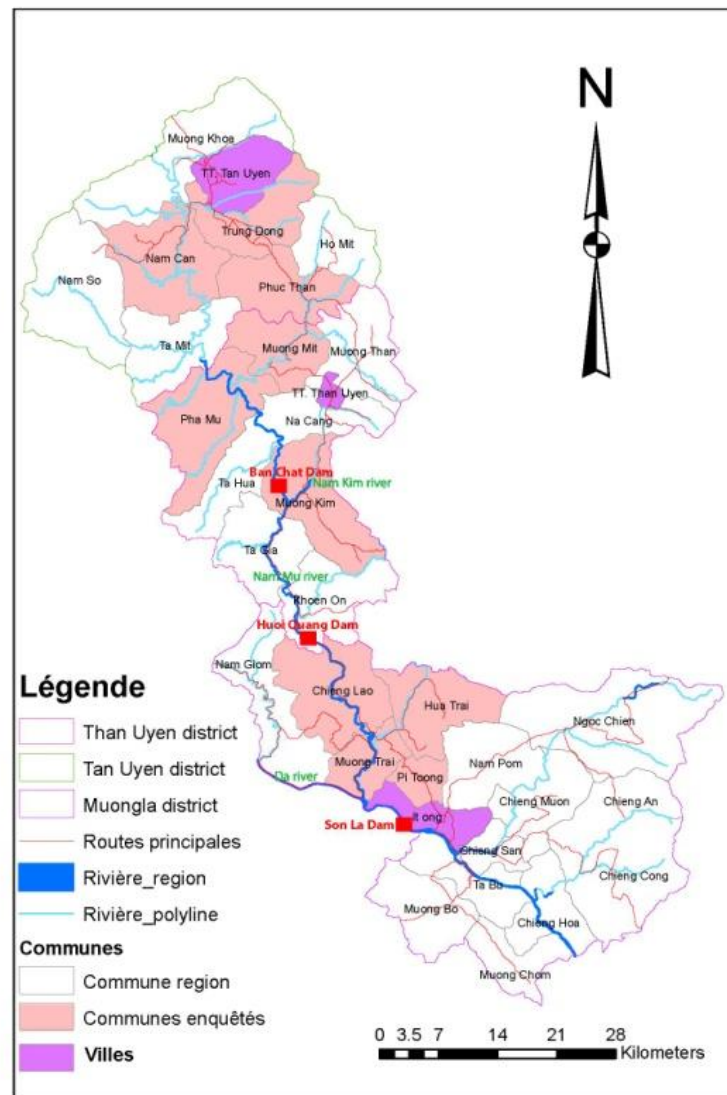 N
Muong Khoa
TT. Tan Uyen
Trung Dong
Ho Mit
Nam Can
Nam So
Phuc Than
Ta Mit
Muong Mit
Muong Than
TT. Than Uyen
Pha Mu
Na Cang
Ban Chat Dam
Ta Hua
Nam Kim river
Muong Kim
Ta Gia
Nam Mu river
Khoen On
Huoi Quang Dam
Nam Giom
Chieng Lao
Hua Trai
Ngoc Chien
Muong Trai
Nam Pom
Da river
Pi Toong
Chieng Muon
Chieng An
It ong
Son La Dam
Chieng San
Chieng Cong
Ta Bu
Muong Bo
Chieng Hoa
Muong Chom
Légende
Than Uyen district
Tan Uyen district
Muongla district
Routes principales
Rivière_region
Rivière_polyline
Communes
Commune region
Communes enquêtés
Villes
0 3.5 7 14 21 28
Kilometers